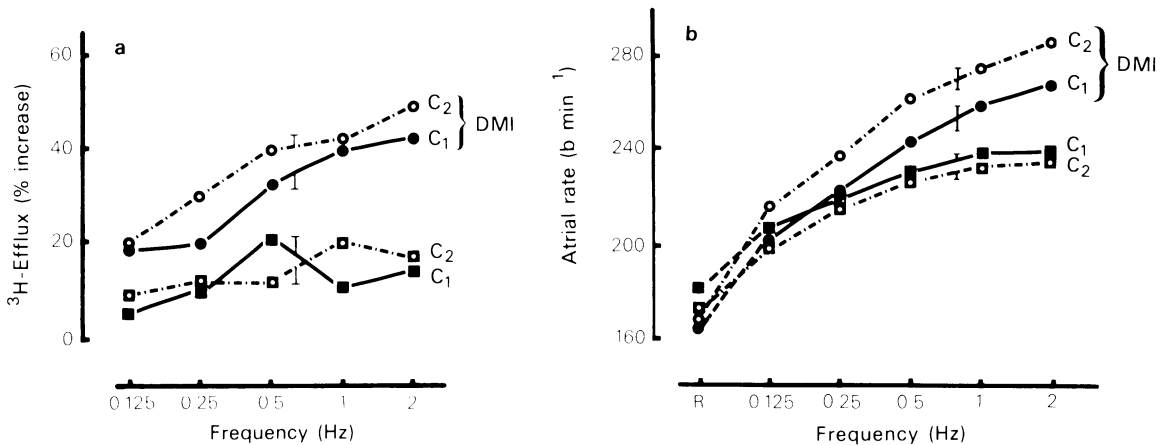 a
60
40
20
0
³H-Efflux (% increase)
C₂
C₁
DMI
C₂
C₁
0.125 0.25 0.5 1 2
Frequency (Hz)
b
280
240
200
160
Atrial rate (b min⁻¹)
C₂
C₁
DMI
C₁
C₂
R 0.125 0.25 0.5 1 2
Frequency (Hz)